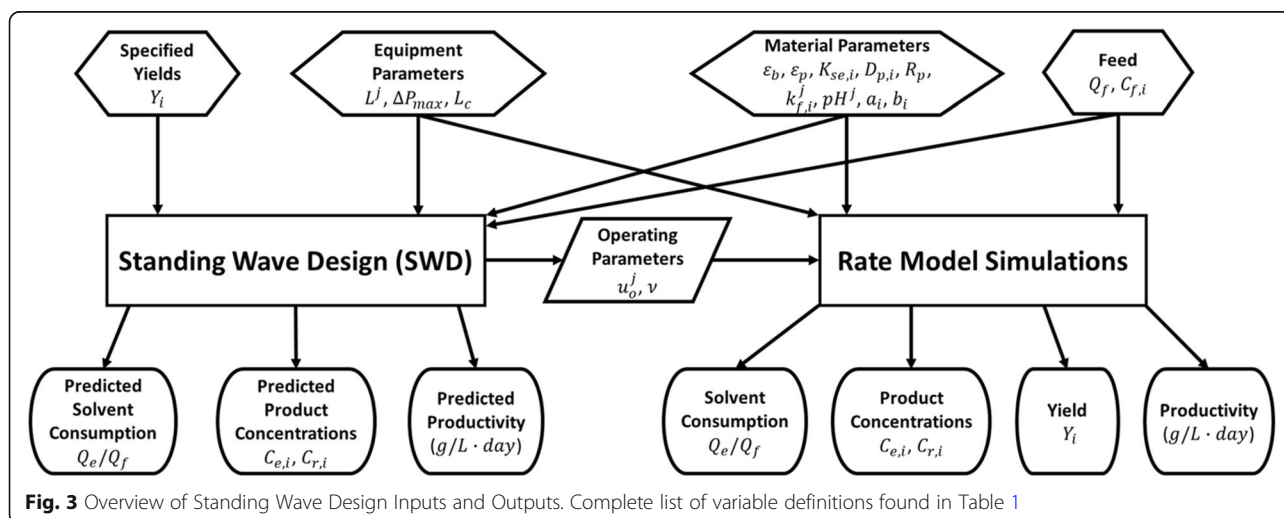 Specified
Yields
Y_i
Equipment
Parameters
L^j, ΔP_max, L_c
Material Parameters
ε_b, ε_p, K_se,i, D_p,i, R_p,
k^j_f,i, pH^j, a_i, b_i
Feed
Q_f, C_f,i
Standing Wave Design (SWD)
Operating
Parameters
u_o^j, ν
Rate Model Simulations
Predicted
Solvent
Consumption
Q_e/Q_f
Predicted
Product
Concentrations
C_e,i, C_r,i
Predicted
Productivity
(g/L · day)
Solvent
Consumption
Q_e/Q_f
Product
Concentrations
C_e,i, C_r,i
Yield
Y_i
Productivity
(g/L · day)
Fig. 3 Overview of Standing Wave Design Inputs and Outputs. Complete list of variable definitions found in Table 1